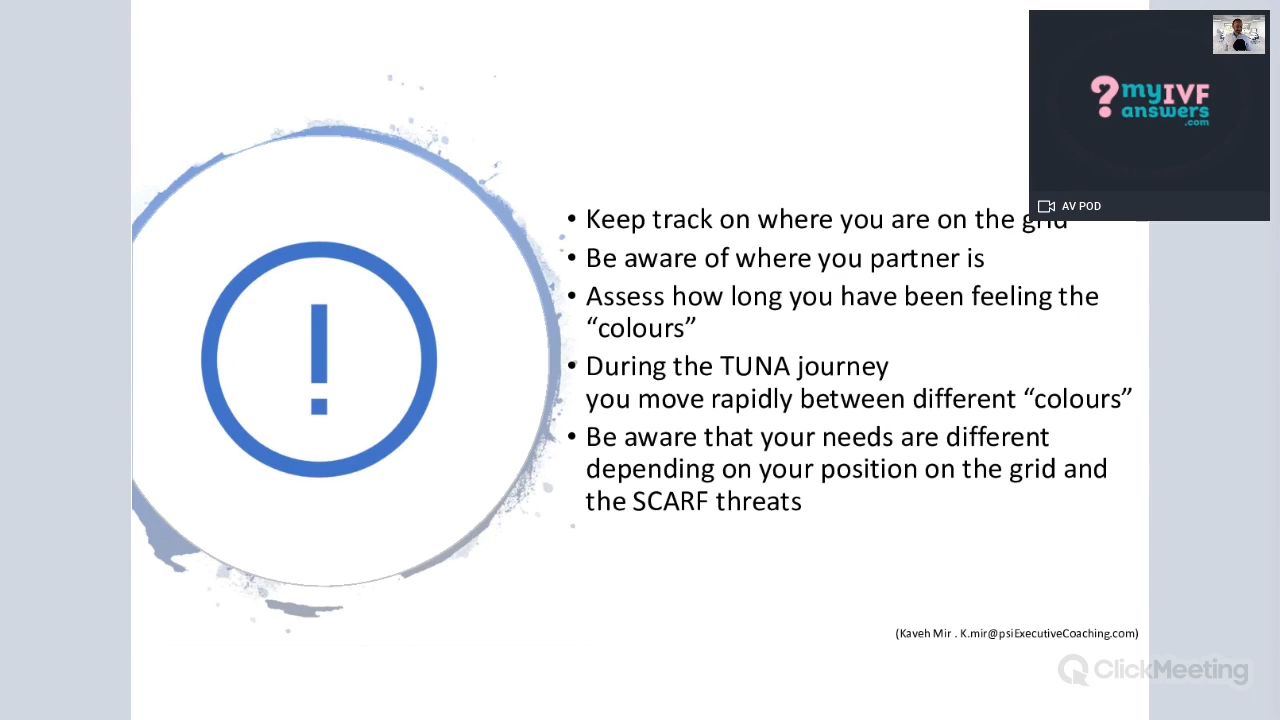 ? myIVF
answers
.com
AV POD
• Keep track on where you are on the grid
• Be aware of where you partner is
• Assess how long you have been feeling the
“colours”
• During the TUNA journey
you move rapidly between different “colours”
• Be aware that your needs are different
depending on your position on the grid and
the SCARF threats
!
(Kaveh Mir . K.mir@psiExecutiveCoaching.com)
ClickMeeting